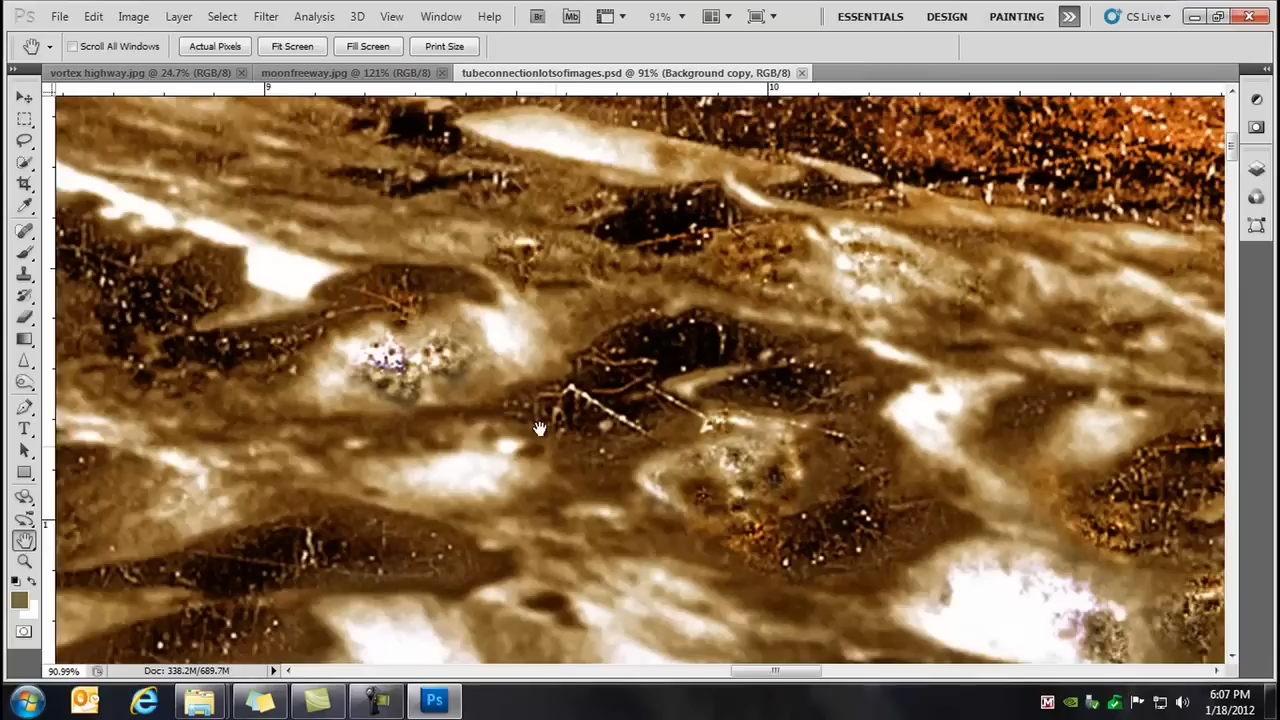 Ps File Edit Image Layer Select Filter Analysis 3D View Window Help Br Mb 91% ESSENTIALS DESIGN PAINTING CS Live
Scroll All Windows Actual Pixels Fit Screen Fill Screen Print Size
vortex highway.jpg @ 24.7% (RGB/8) moonfreeway.jpg @ 121% (RGB/8) tubeconnectionlotsofimages.psd @ 91% (Background copy, RGB/8)
9 10
1
90.99% Doc: 338.2M/689.7M
Ps 6:07 PM
1/18/2012